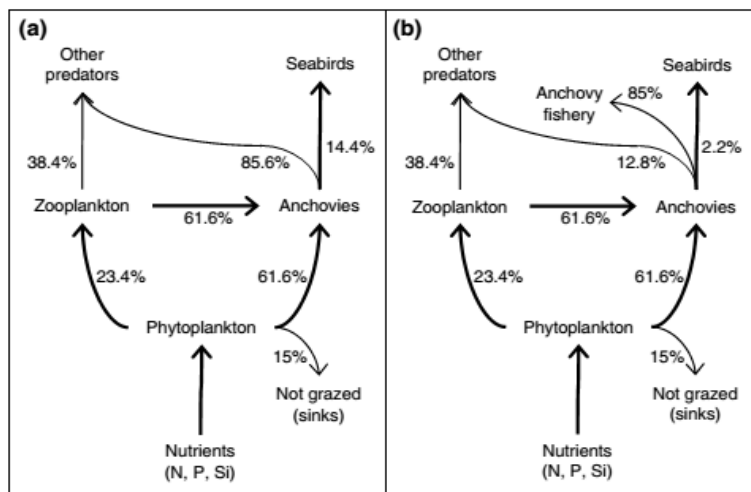 (a)
Other
predators
Seabirds
38.4%
85.6%
14.4%
Zooplankton
61.6%
Anchovies
23.4%
61.6%
Phytoplankton
15%
Not grazed
(sinks)
Nutrients
(N, P, Si)
(b)
Other
predators
Seabirds
Anchovy
fishery
85%
38.4%
12.8%
2.2%
Zooplankton
61.6%
Anchovies
23.4%
61.6%
Phytoplankton
15%
Not grazed
(sinks)
Nutrients
(N, P, Si)